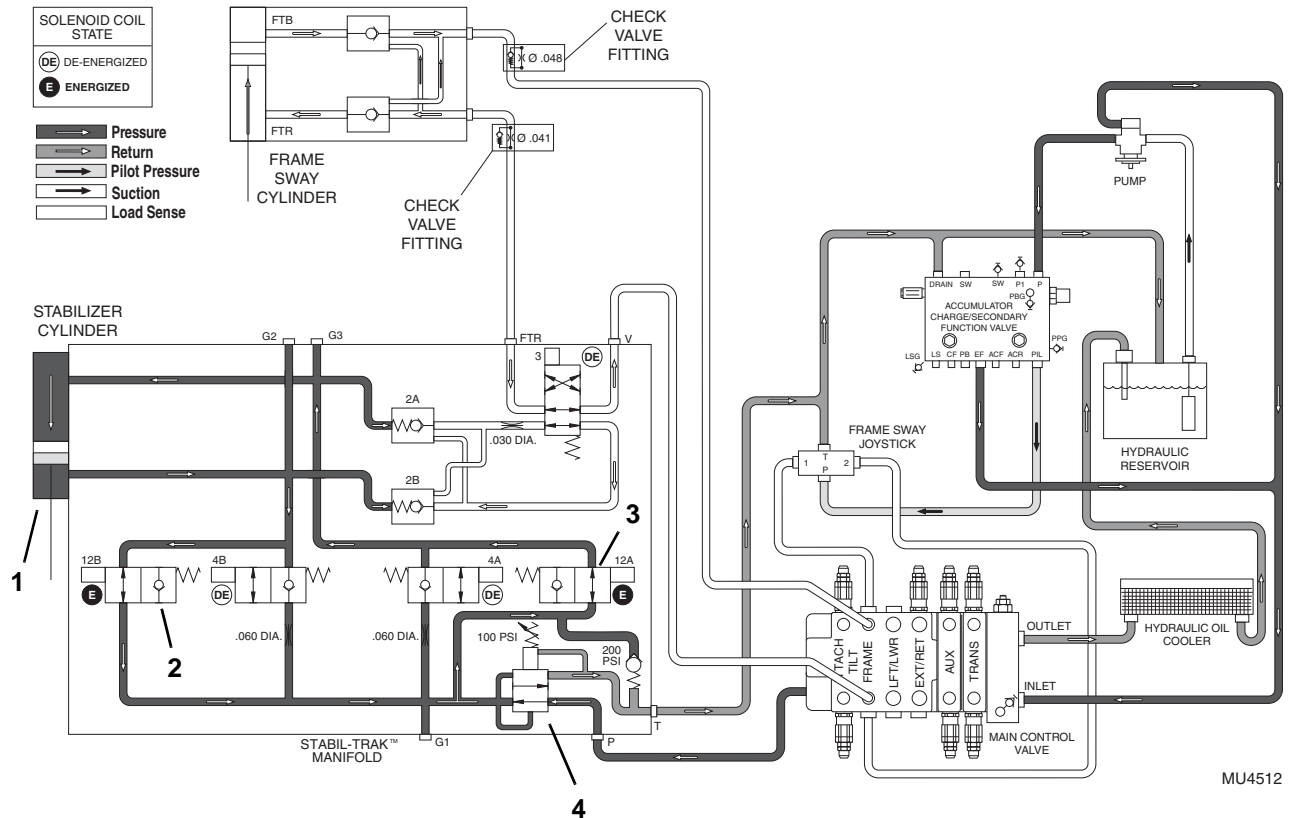 SOLENOID COIL
STATE
DE DE-ENERGIZED
E ENERGIZED
Pressure
Return
Pilot Pressure
Suction
Load Sense
FTB
FTR
FRAME
SWAY
CYLINDER
CHECK
VALVE
FITTING
X Ø .048
X Ø .041
CHECK
VALVE
FITTING
PUMP
DRAIN SW SW P1 P
PBG
ACCUMULATOR
CHARGE/SECONDARY
FUNCTION VALVE
LSG
PPG
LS CF PB EF ACF ACR PIL
HYDRAULIC
RESERVOIR
STABILIZER
CYLINDER
G2 G3
FTR V
3 DE
2A
.030 DIA.
2B
1
FRAME SWAY
JOYSTICK
1 T 2
P
3
12B 4B 4A 12A
E DE DE E
2
.060 DIA. .060 DIA.
100 PSI
200
PSI
T
G1 P
STABIL-TRAK™
MANIFOLD
4
ATTACH
TILT
FRAME
LFT/LWR
EXT/RET
AUX
TRANS
OUTLET
INLET
HYDRAULIC OIL
COOLER
MAIN CONTROL
VALVE
MU4512